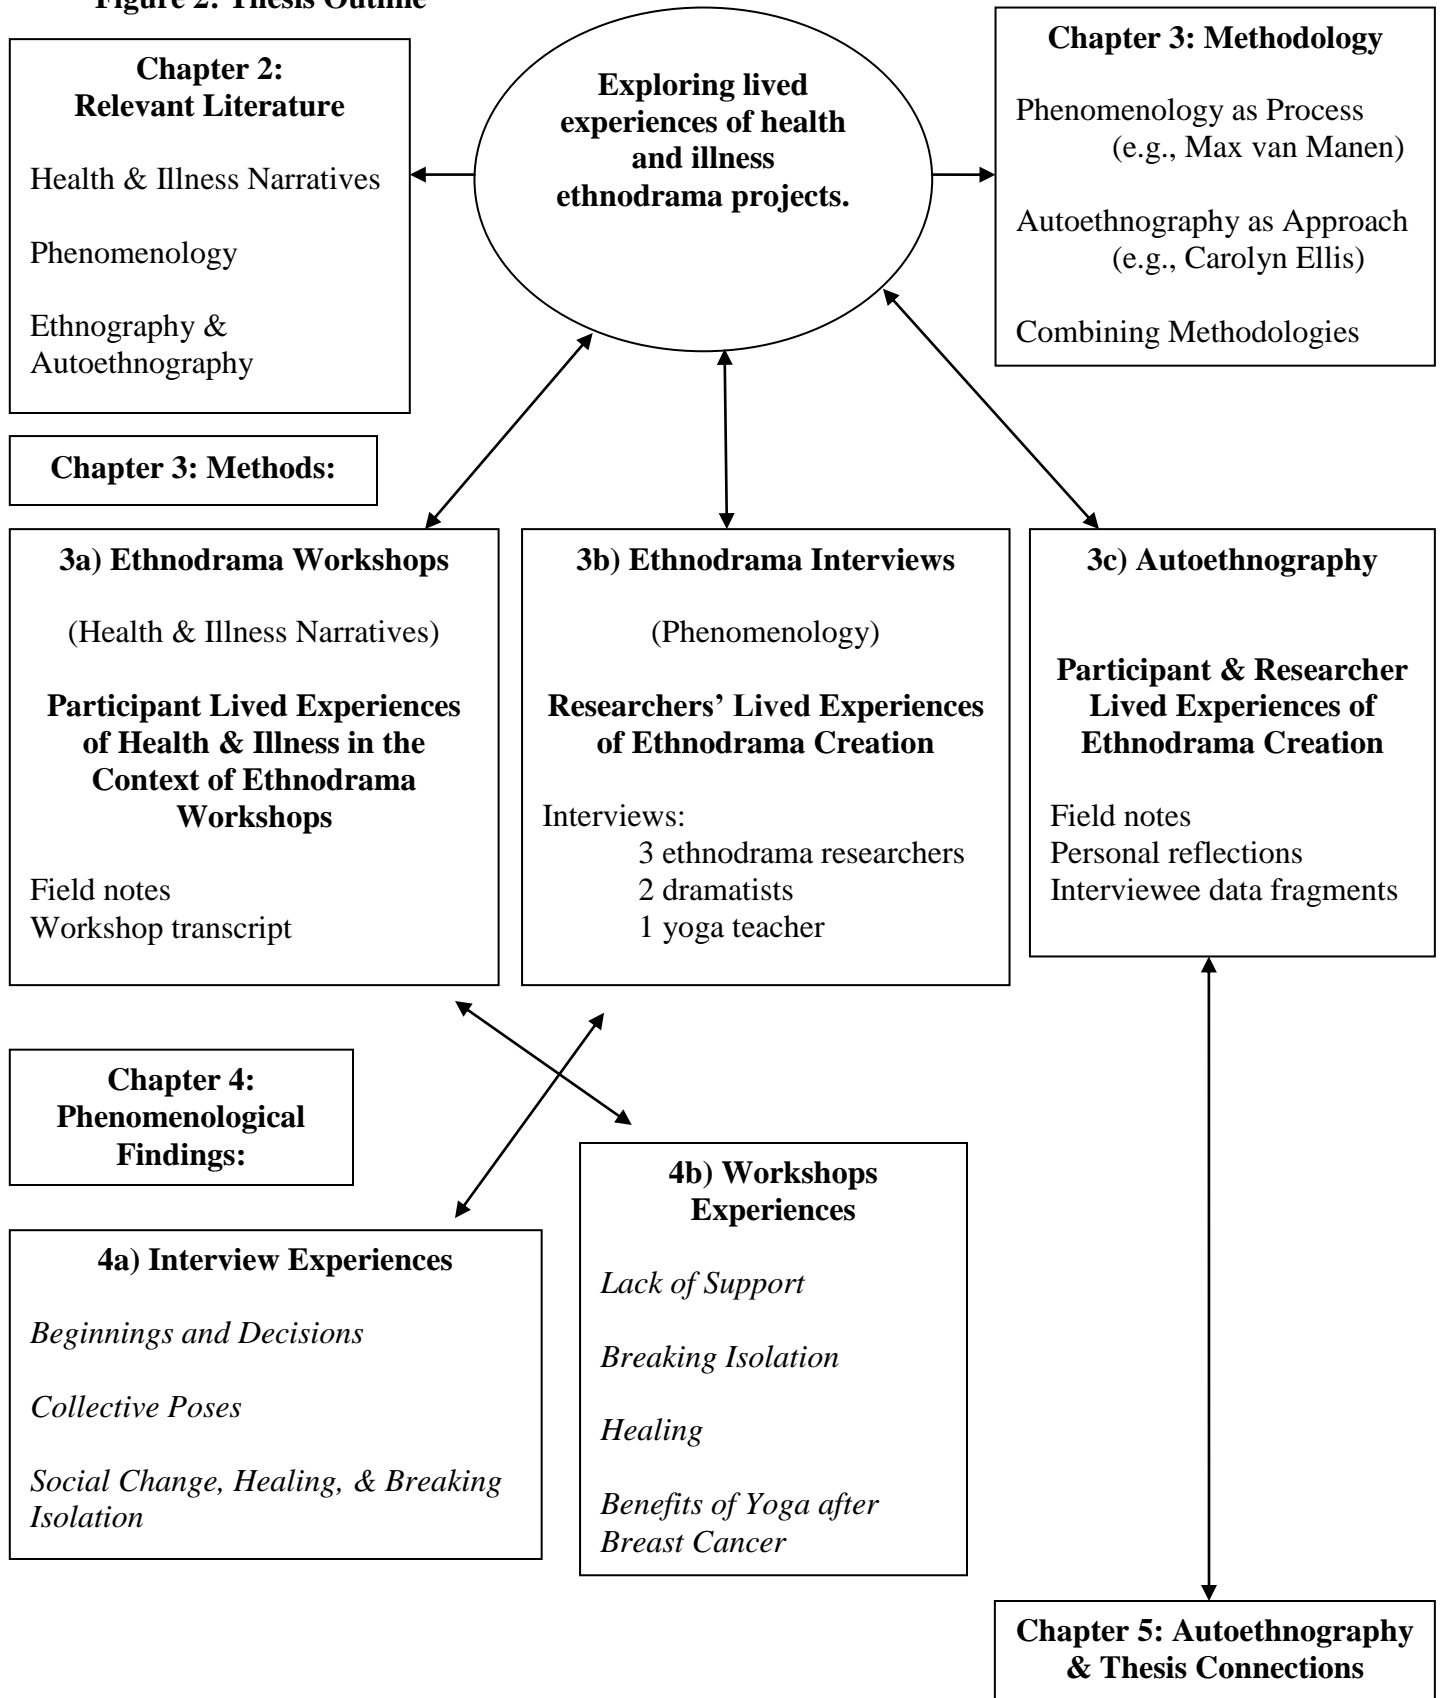 Figure 2: Thesis Outline
Chapter 2:
Relevant Literature
Health & Illness Narratives
Phenomenology
Ethnography &
Autoethnography
Exploring lived
experiences of health
and illness
ethnodrama projects.
Chapter 3: Methodology
Phenomenology as Process
(e.g., Max van Manen)
Autoethnography as Approach
(e.g., Carolyn Ellis)
Combining Methodologies
Chapter 3: Methods:
3a) Ethnodrama Workshops
(Health & Illness Narratives)
Participant Lived Experiences
of Health & Illness in the
Context of Ethnodrama
Workshops
Field notes
Workshop transcript
3b) Ethnodrama Interviews
(Phenomenology)
Researchers’ Lived Experiences
of Ethnodrama Creation
Interviews:
3 ethnodrama researchers
2 dramatists
1 yoga teacher
3c) Autoethnography
Participant & Researcher
Lived Experiences of
Ethnodrama Creation
Field notes
Personal reflections
Interviewee data fragments
Chapter 4:
Phenomenological
Findings:
4a) Interview Experiences
Beginnings and Decisions
Collective Poses
Social Change, Healing, & Breaking
Isolation
4b) Workshops
Experiences
Lack of Support
Breaking Isolation
Healing
Benefits of Yoga after
Breast Cancer
Chapter 5: Autoethnography
& Thesis Connections